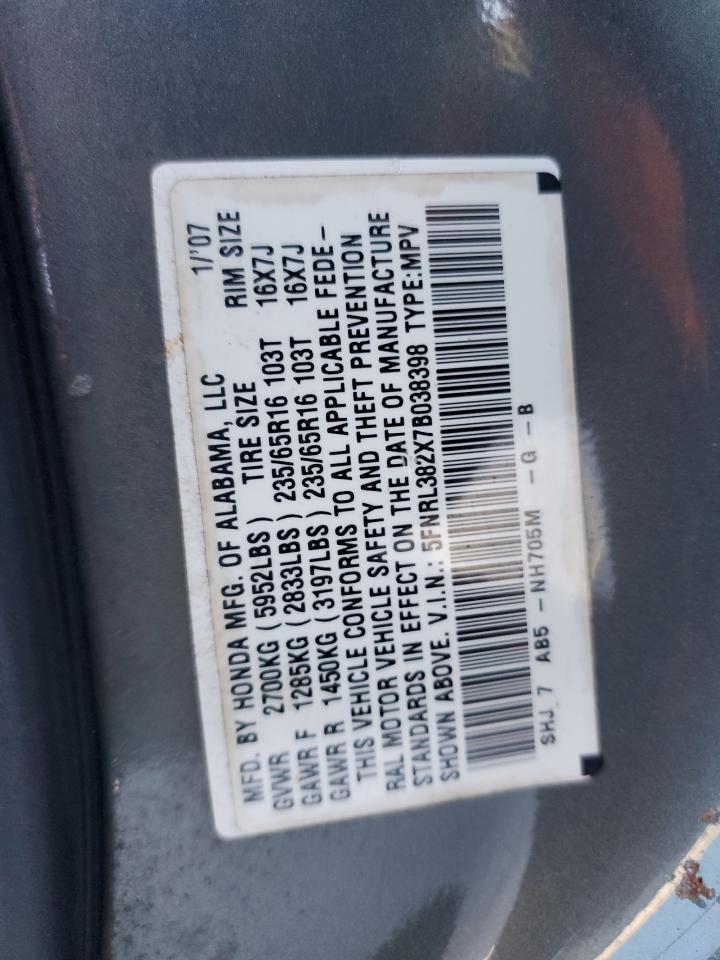 MFD. BY HONDA MFG. OF ALABAMA, LLC 1/'07
GVWR 2700KG (5952LBS) TIRE SIZE RIM SIZE
GAWR F 1285KG (2833LBS) 235/65R16 103T 16X7J
GAWR R 1450KG (3197LBS) 235/65R16 103T 16X7J
THIS VEHICLE CONFORMS TO ALL APPLICABLE FEDE-
RAL MOTOR VEHICLE SAFETY AND THEFT PREVENTION
STANDARDS IN EFFECT ON THE DATE OF MANUFACTURE
SHOWN ABOVE. V.I.N.: 5FNRL382X7B038398 TYPE:MPV
SHJ 7 AB5 -NH705M -G -B